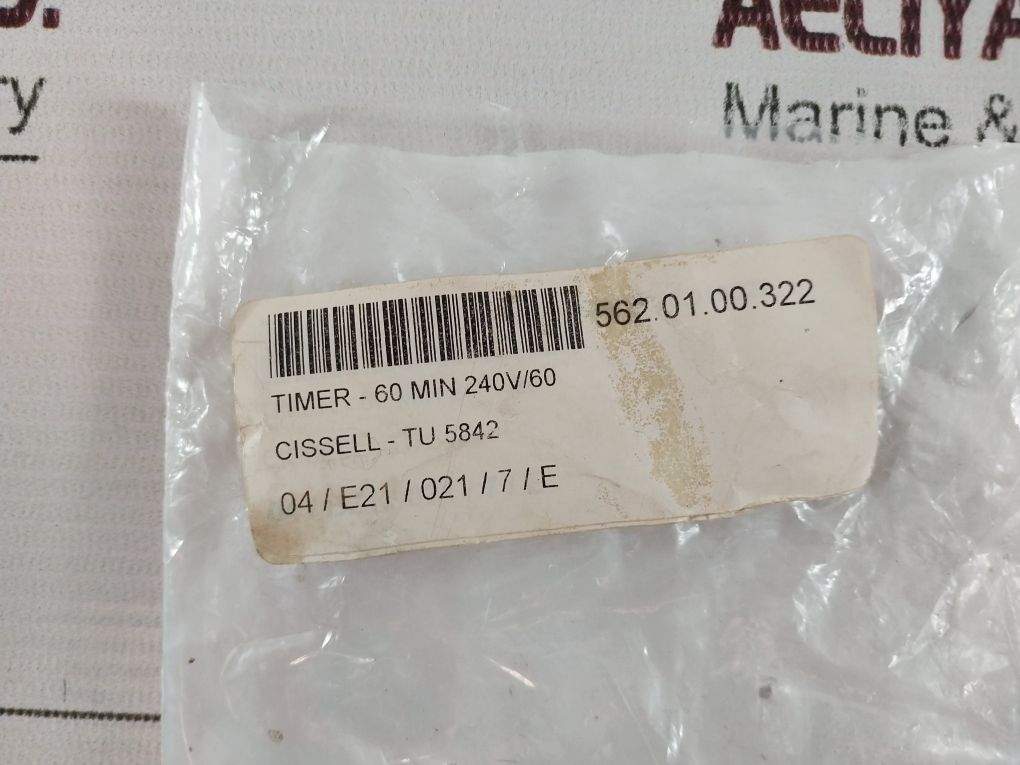 Marine &
562.01.00.322
TIMER - 60 MIN 240V/60
CISSELL - TU 5842
04 / E21 / 021 / 7 / E